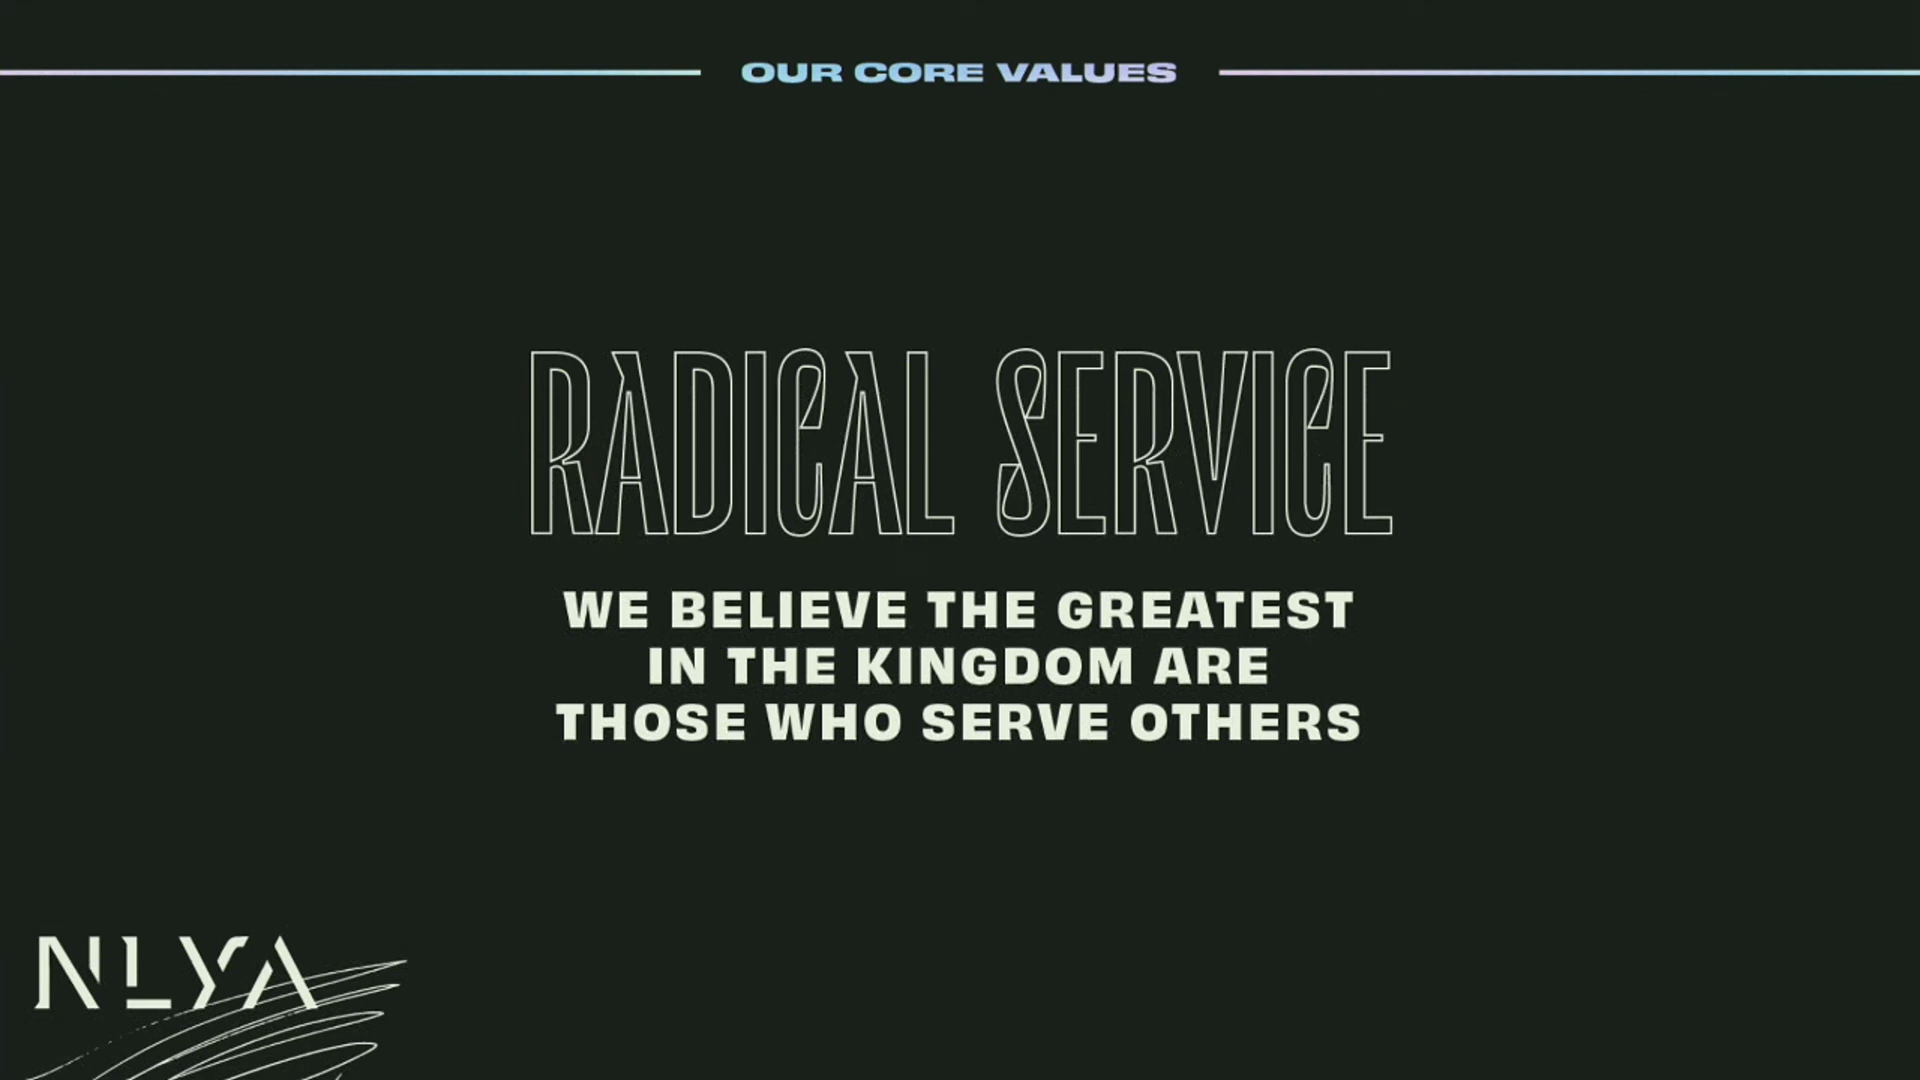 OUR CORE VALUES
RADICAL SERVICE
WE BELIEVE THE GREATEST
IN THE KINGDOM ARE
THOSE WHO SERVE OTHERS
NLYA